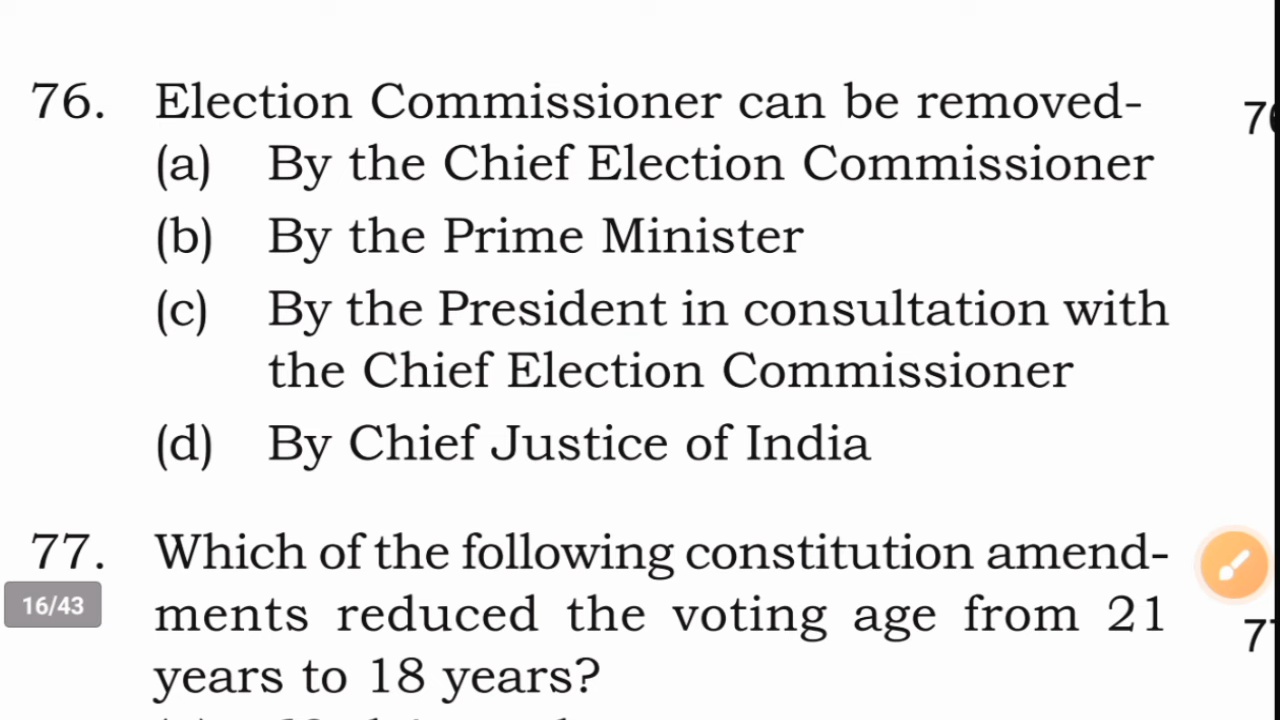 76. Election Commissioner can be removed-
(a) By the Chief Election Commissioner
(b) By the Prime Minister
(c) By the President in consultation with
the Chief Election Commissioner
(d) By Chief Justice of India
77. Which of the following constitution amend-
16/43
ments reduced the voting age from 21
years to 18 years?